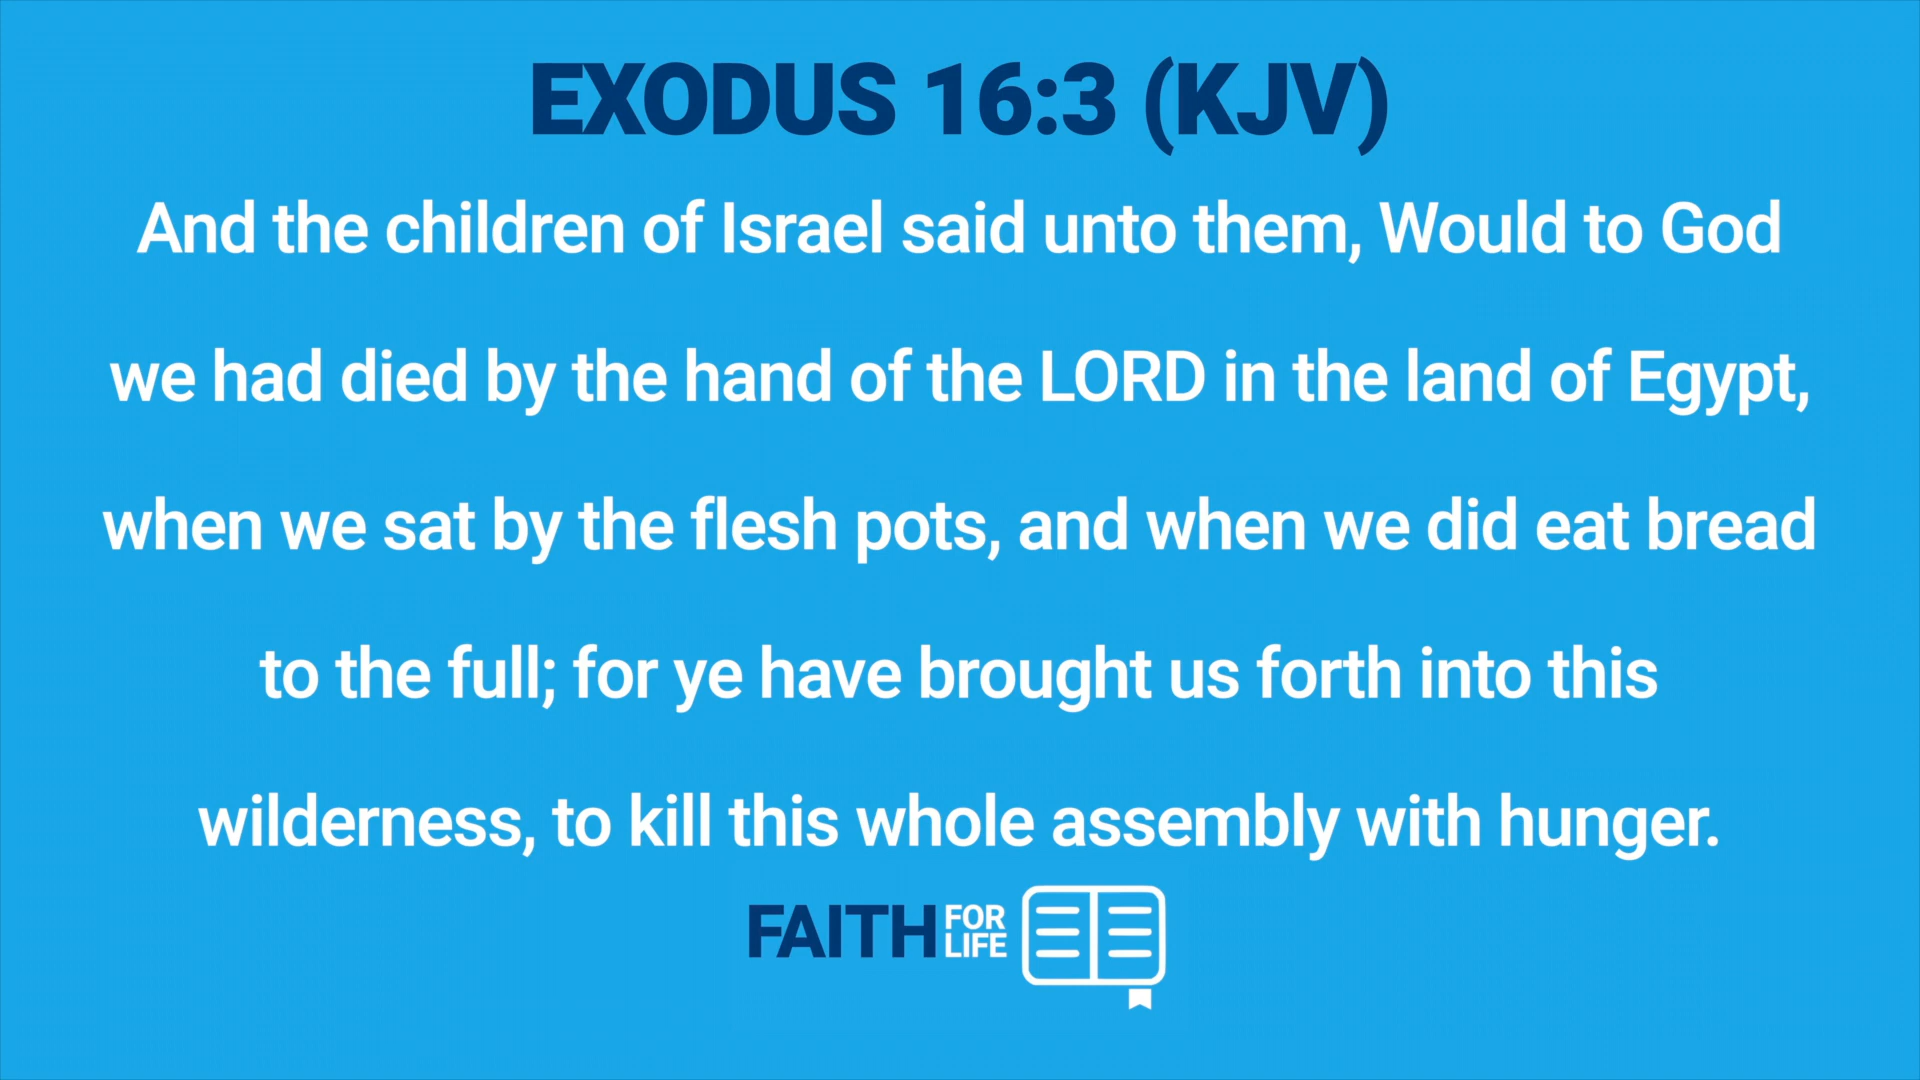 EXODUS 16:3 (KJV)
And the children of Israel said unto them, Would to God
we had died by the hand of the LORD in the land of Egypt,
when we sat by the flesh pots, and when we did eat bread
to the full; for ye have brought us forth into this
wilderness, to kill this whole assembly with hunger.
FAITH FOR
LIFE